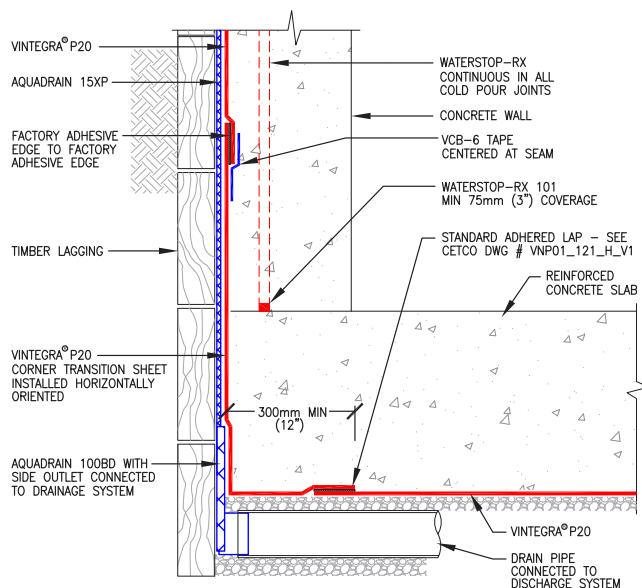 VINTEGRA® P20
AQUADRAIN 15XP
FACTORY ADHESIVE
EDGE TO FACTORY
ADHESIVE EDGE
TIMBER LAGGING
VINTEGRA® P20
CORNER TRANSITION SHEET
INSTALLED HORIZONTALLY
ORIENTED
AQUADRAIN 100BD WITH
SIDE OUTLET CONNECTED
TO DRAINAGE SYSTEM
300mm MIN
(12")
WATERSTOP-RX
CONTINUOUS IN ALL
COLD POUR JOINTS
CONCRETE WALL
VCB-6 TAPE
CENTERED AT SEAM
WATERSTOP-RX 101
MIN 75mm (3") COVERAGE
STANDARD ADHERED LAP - SEE
CETCO DWG # VNP01_121_H_V1
REINFORCED
CONCRETE SLAB
VINTEGRA® P20
DRAIN PIPE
CONNECTED TO
DISCHARGE SYSTEM